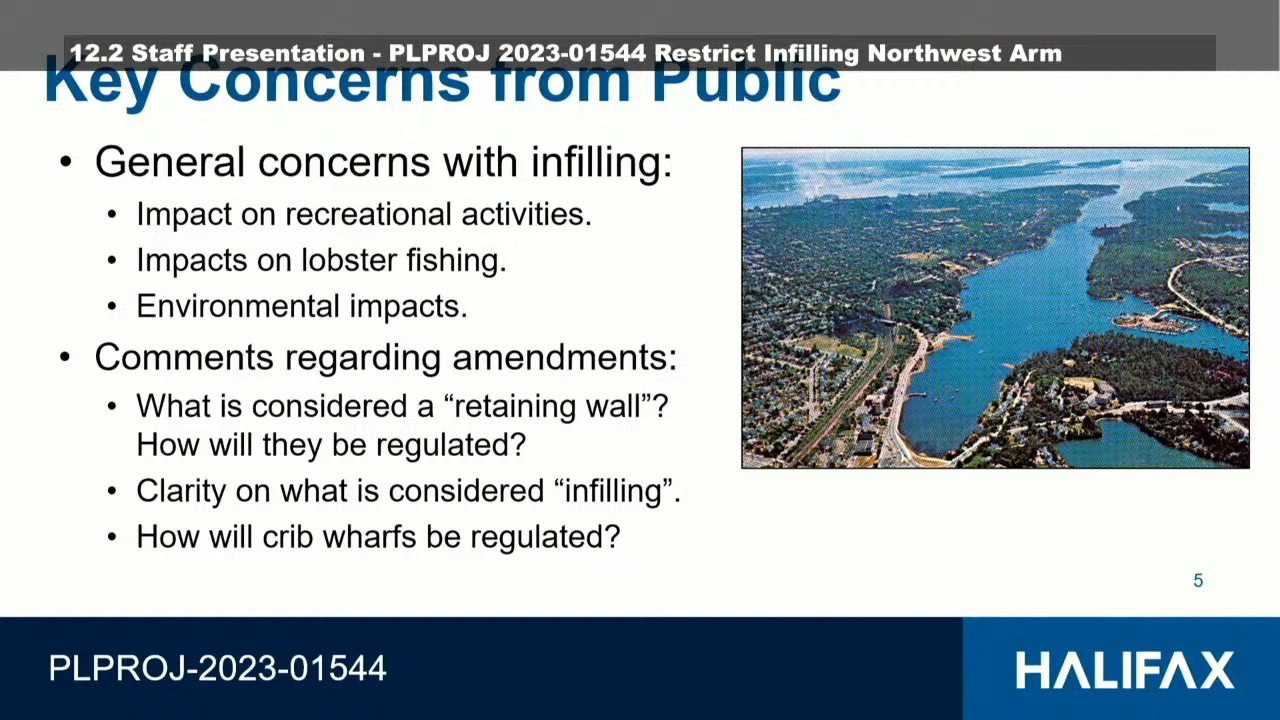 12.2 Staff Presentation - PLPROJ 2023-01544 Restrict Infilling Northwest Arm
Key Concerns from Public
• General concerns with infilling:
• Impact on recreational activities.
• Impacts on lobster fishing.
• Environmental impacts.
• Comments regarding amendments:
• What is considered a “retaining wall”?
How will they be regulated?
• Clarity on what is considered “infilling”.
• How will crib wharfs be regulated?
5
PLPROJ-2023-01544
HALIFAX